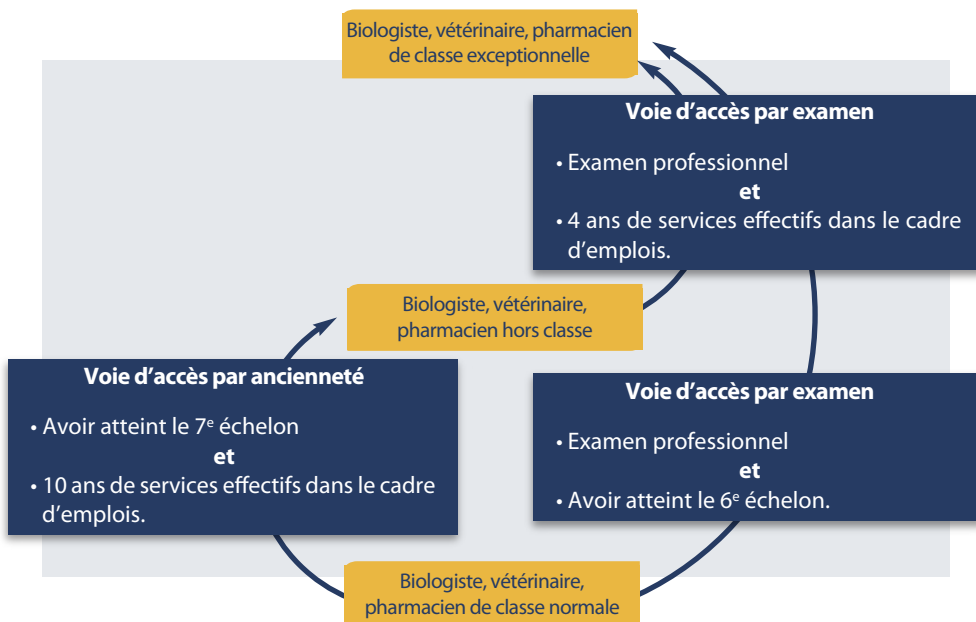 Biologiste, vétérinaire, pharmacien
de classe exceptionnelle
Voie d'accès par examen
• Examen professionnel
et
• 4 ans de services effectifs dans le cadre
d'emplois.
Biologiste, vétérinaire,
pharmacien hors classe
Voie d'accès par ancienneté
• Avoir atteint le 7e échelon
et
• 10 ans de services effectifs dans le cadre
d'emplois.
Voie d'accès par examen
• Examen professionnel
et
• Avoir atteint le 6e échelon.
Biologiste, vétérinaire,
pharmacien de classe normale